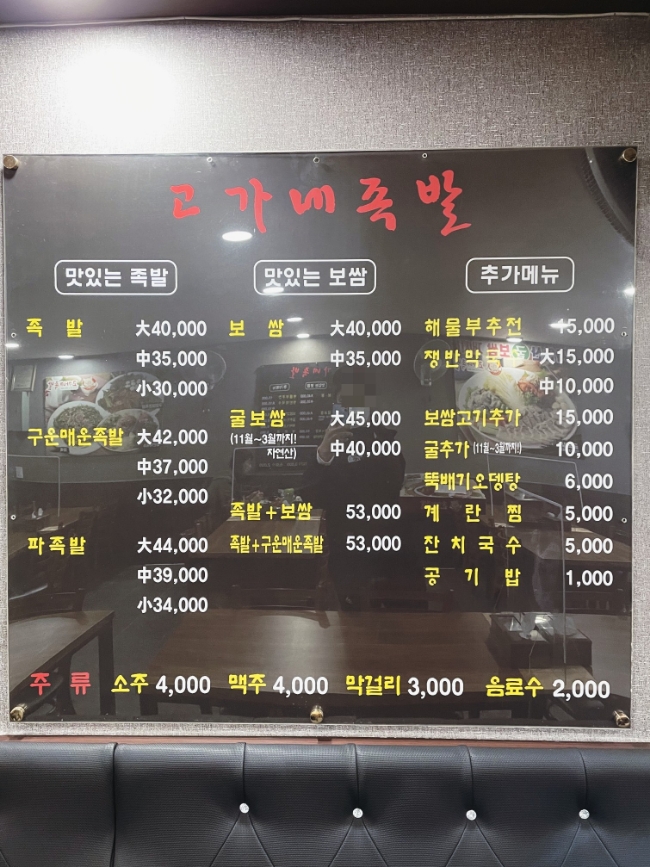 고가네족발
맛있는 족발
족 발 大40,000
中35,000
小30,000
구운매운족발 大42,000
中37,000
小32,000
파족발 大44,000
中39,000
小34,000
맛있는 보쌈
보 쌈 大40,000
中35,000
굴보쌈 大45,000
(11월~3월까지!
자연산) 中40,000
족발+보쌈 53,000
족발+구운매운족발 53,000
추가메뉴
해물부추전 15,000
쟁반막국 大15,000
中10,000
보쌈고기추가 15,000
굴추가 (11월~3월까지!) 10,000
뚝배기오뎅탕 6,000
계 란 찜 5,000
잔치국수 5,000
공 기 밥 1,000
주 류 소주 4,000 맥주 4,000 막걸리 3,000 음료수 2,000